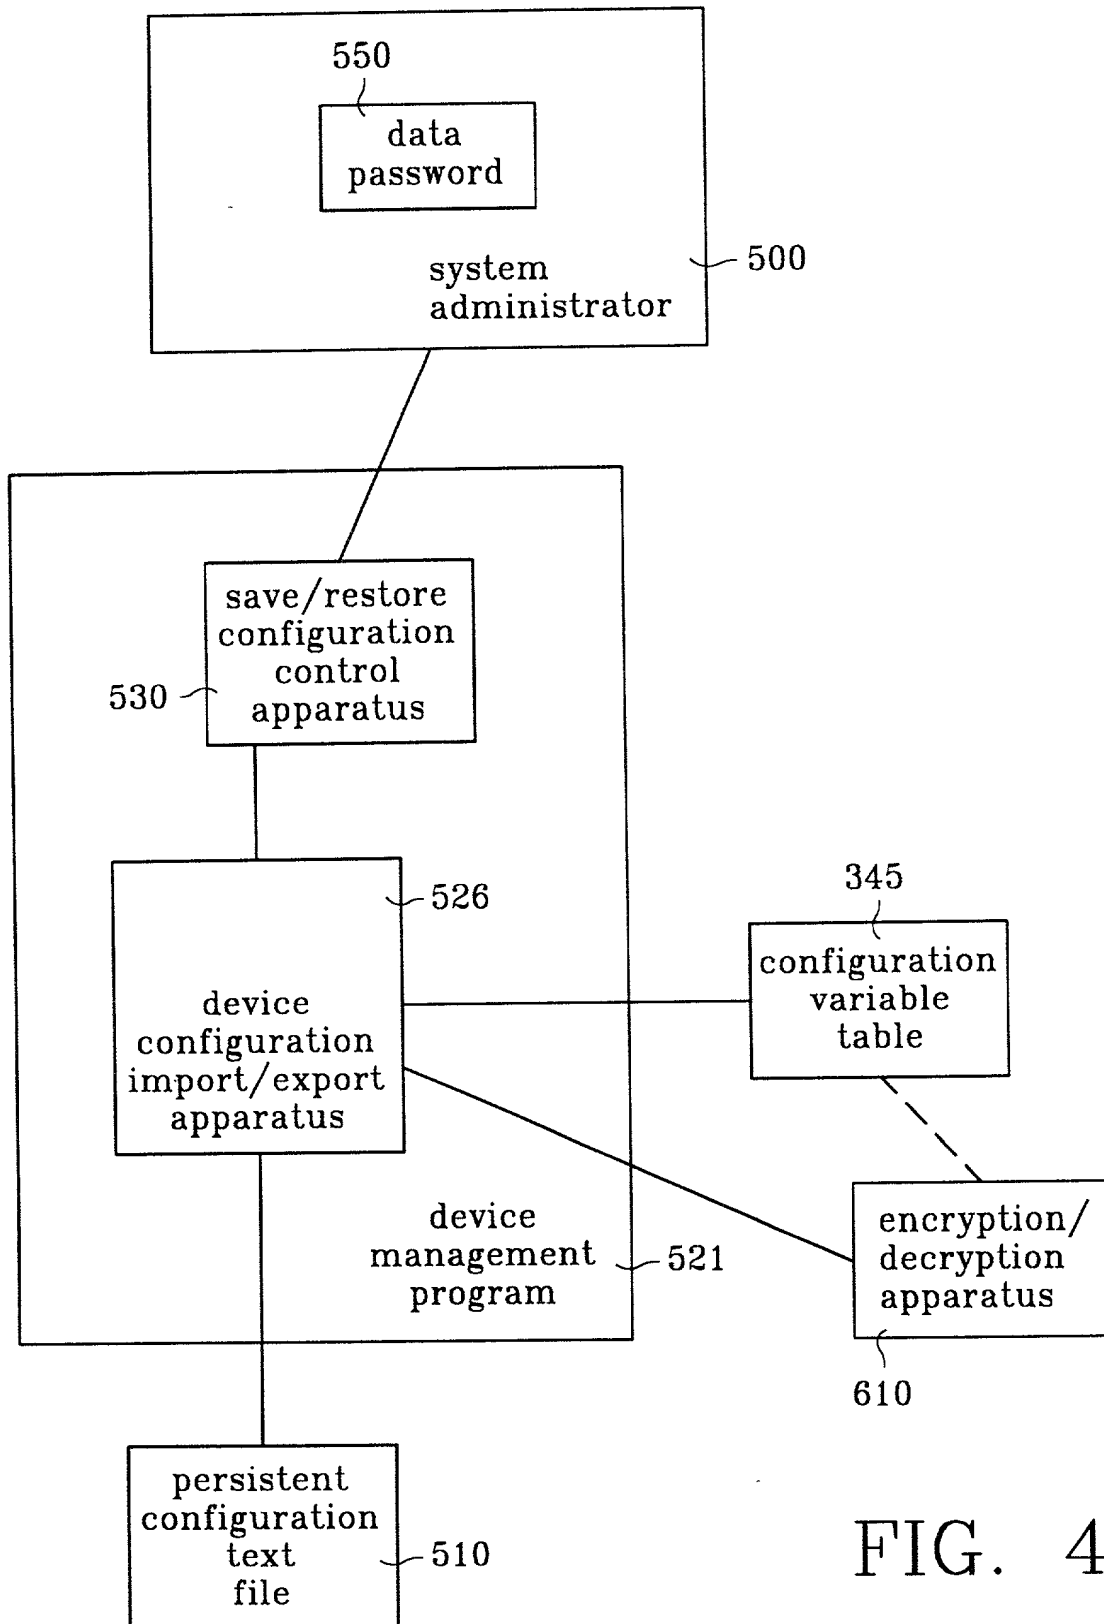 550
data
password
500
system
administrator
save/restore
configuration
control
apparatus
530
526
device
configuration
import/export
apparatus
345
configuration
variable
table
device
management
program
521
encryption/
decryption
apparatus
610
persistent
configuration
text
file
510
FIG. 4